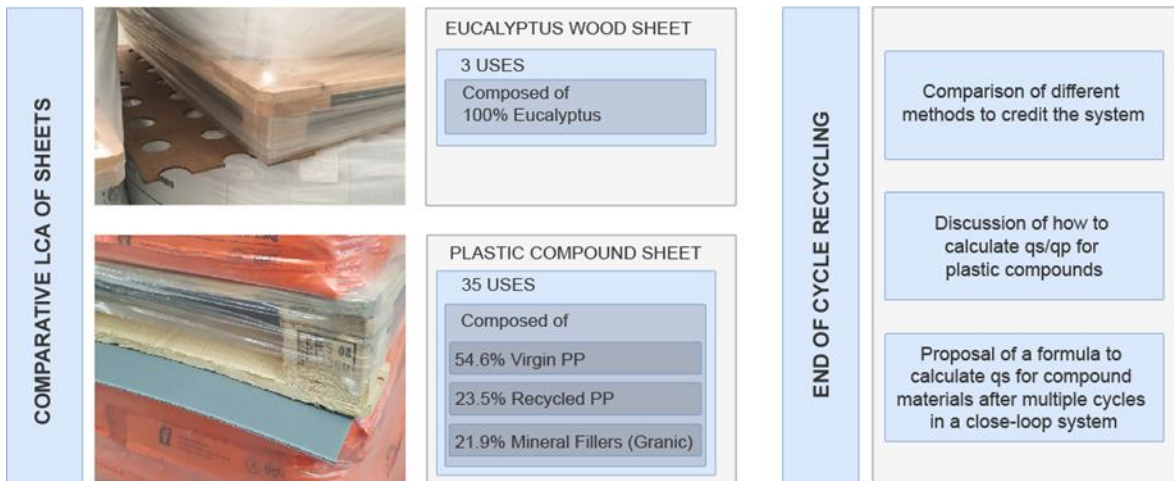 COMPARATIVE LCA OF SHEETS
EUCALYPTUS WOOD SHEET
3 USES
Composed of
100% Eucalyptus
PLASTIC COMPOUND SHEET
35 USES
Composed of
54.6% Virgin PP
23.5% Recycled PP
21.9% Mineral Fillers (Granic)
END OF CYCLE RECYCLING
Comparison of different
methods to credit the system
Discussion of how to
calculate qs/qp for
plastic compounds
Proposal of a formula to
calculate qs for compound
materials after multiple cycles
in a close-loop system